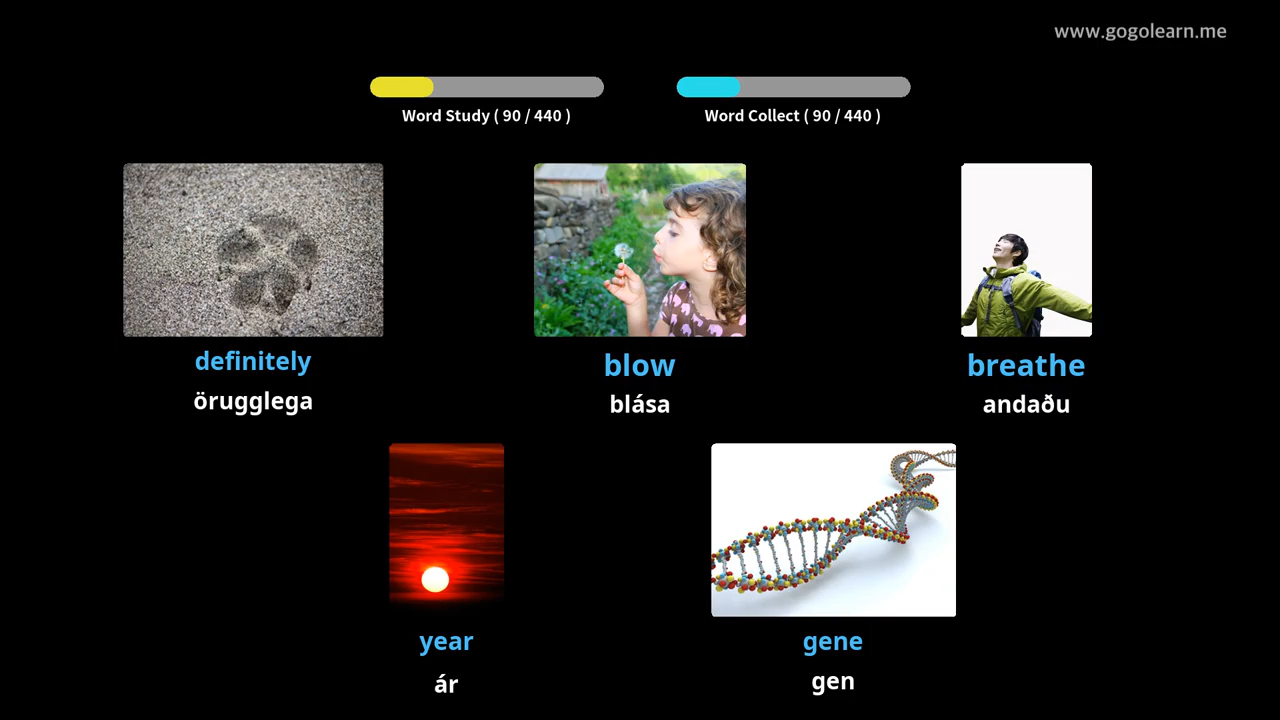 www.gogolearn.me
Word Study ( 90 / 440 )
Word Collect ( 90 / 440 )
definitely
örugglega
blow
blása
breathe
andaðu
year
ár
gene
gen